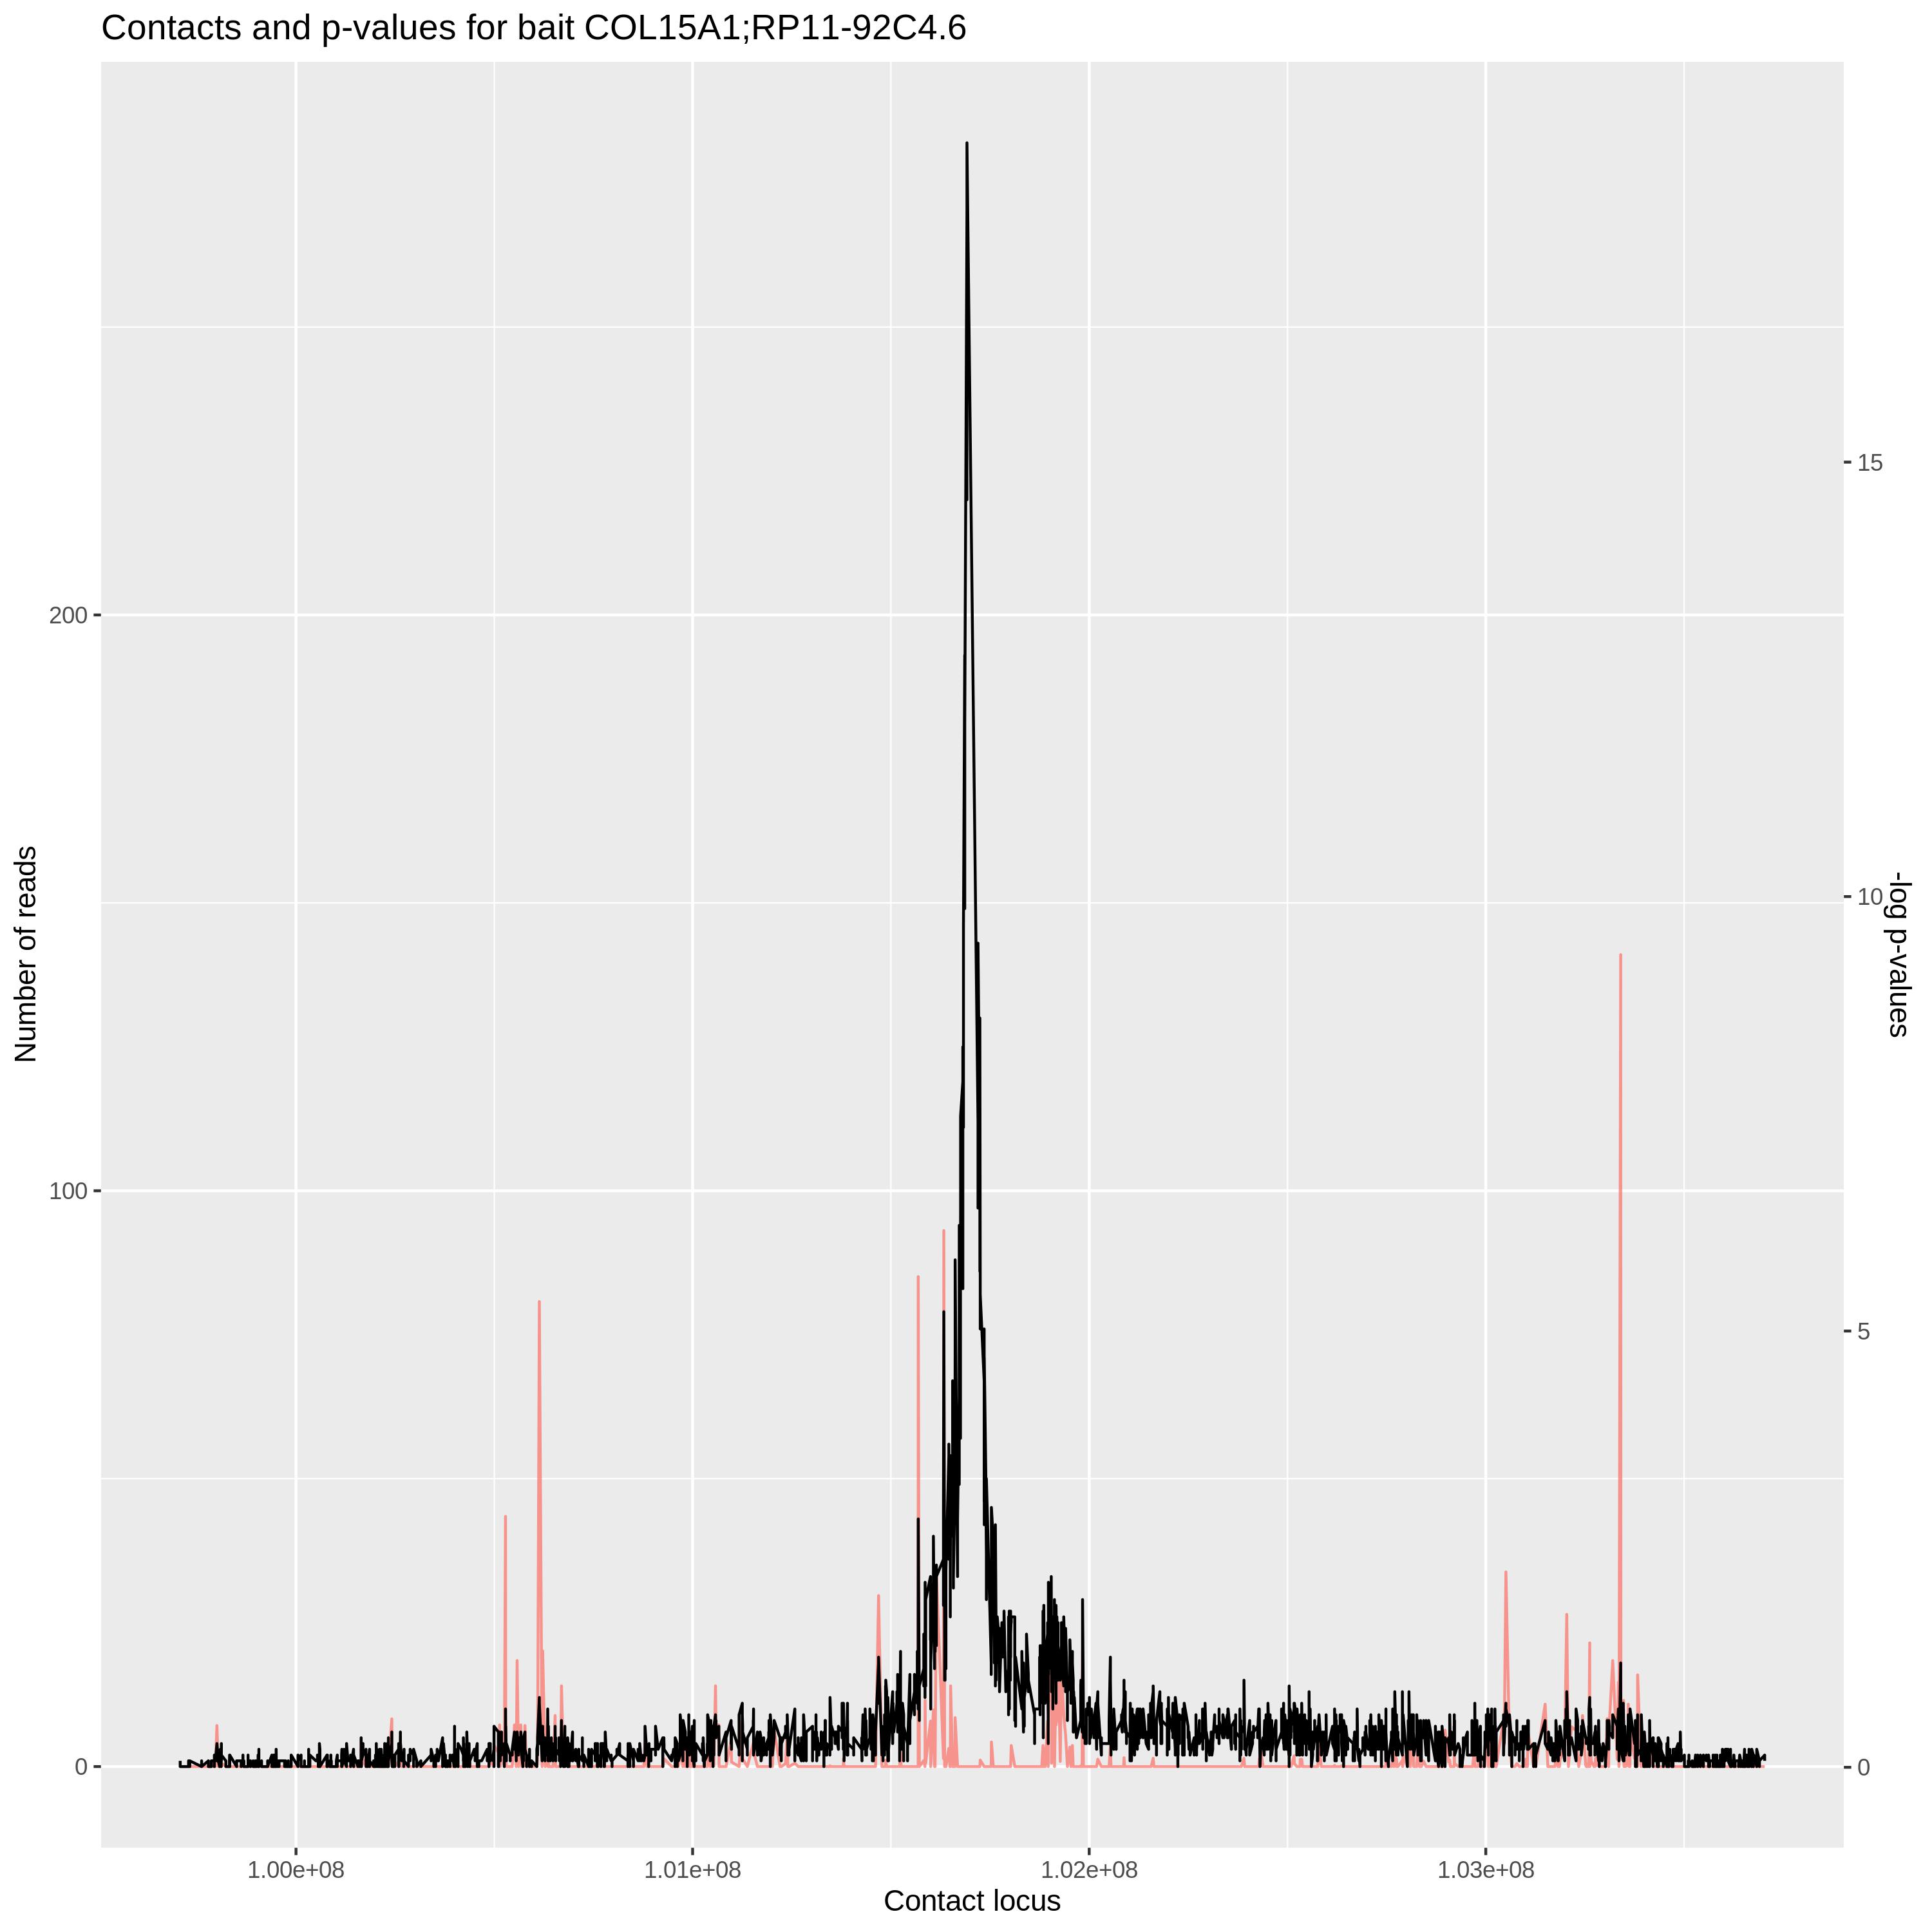 Contacts and p-values for bait COL15A1;RP11-92C4.6
Number of reads
200
100
0
15
10
5
0
-log p-values
1.00e+08
1.01e+08
1.02e+08
1.03e+08
Contact locus